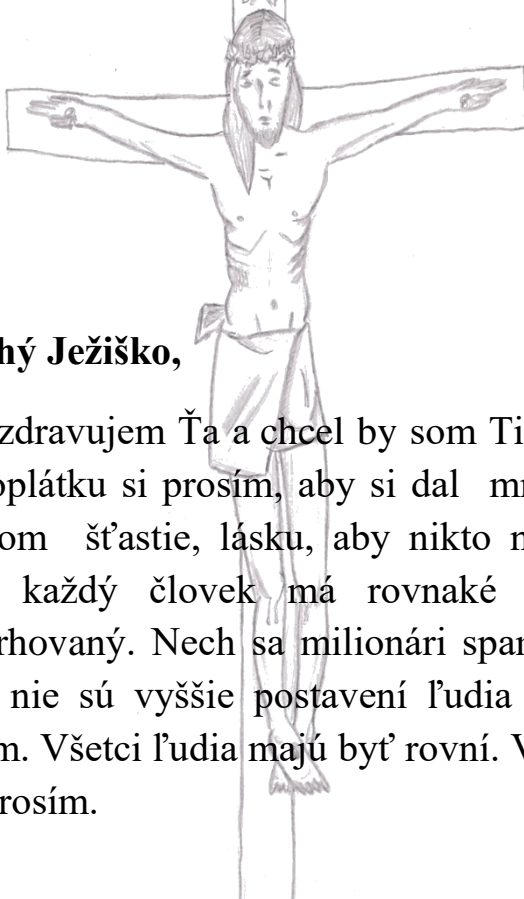 hý Ježiško,
zdravujem Ťa a chcel by som Ti
oplátku si prosím, aby si dal
om šťastie, lásku, aby nikto
každý človek má rovnaké
rhovaný. Nech sa milionári
nie sú vyššie postavení ľudia
m. Všetci ľudia majú byť rovní.
rosím.